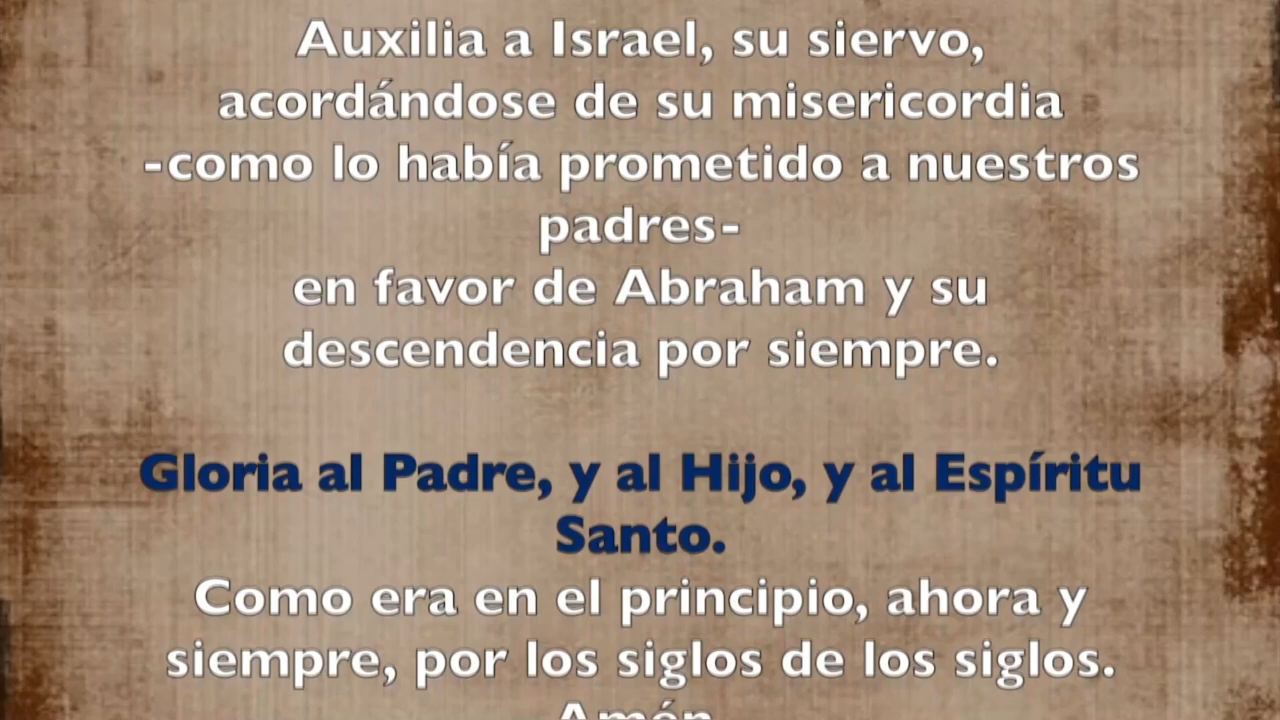 Auxilia a Israel, su siervo,
acordándose de su misericordia
-como lo había prometido a nuestros
padres-
en favor de Abraham y su
descendencia por siempre.
Gloria al Padre, y al Hijo, y al Espíritu
Santo.
Como era en el principio, ahora y
siempre, por los siglos de los siglos.
Amén